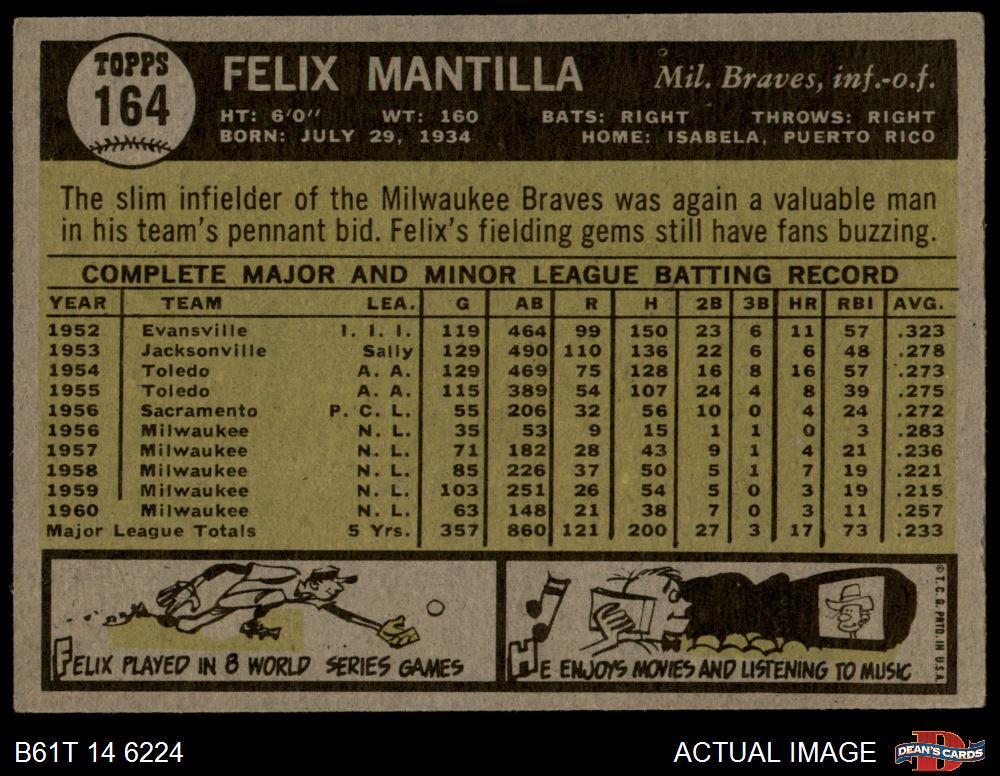 TOPPS
164
FELIX MANTILLA
Mil. Braves, inf.-o.f.
HT: 6'0" WT: 160 BATS: RIGHT THROWS: RIGHT
BORN: JULY 29, 1934 HOME: ISABELA, PUERTO RICO
The slim infielder of the Milwaukee Braves was again a valuable man
in his team's pennant bid. Felix's fielding gems still have fans buzzing.
COMPLETE MAJOR AND MINOR LEAGUE BATTING RECORD
YEAR TEAM LEA. G AB R H 2B 3B HR RBI AVG.
1952 Evansville I. I. I. 119 464 99 150 23 6 11 57 .323
1953 Jacksonville Sally 129 490 110 136 22 6 6 48 .278
1954 Toledo A. A. 129 469 75 128 16 8 16 57 .273
1955 Toledo A. A. 115 389 54 107 24 4 8 39 .275
1956 Sacramento P. C. L. 55 206 32 56 10 0 4 24 .272
1956 Milwaukee N. L. 35 53 9 15 1 1 0 3 .283
1957 Milwaukee N. L. 71 182 28 43 9 1 4 21 .236
1958 Milwaukee N. L. 85 226 37 50 5 1 7 19 .221
1959 Milwaukee N. L. 103 251 26 54 5 0 3 19 .215
1960 Milwaukee N. L. 63 148 21 38 7 0 3 11 .257
Major League Totals 5 Yrs. 357 860 121 200 27 3 17 73 .233
FELIX PLAYED IN 8 WORLD SERIES GAMES
HE ENJOYS MOVIES AND LISTENING TO MUSIC
© T. C. G. PRTD. IN U.S.A.
B61T 14 6224
ACTUAL IMAGE
D
DEAN'S CARDS